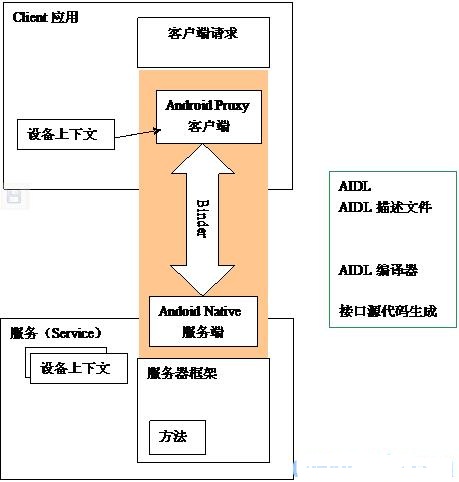 Client 应用
客户端请求
Android Proxy
客户端
设备上下文
Binder
AIDL
AIDL 描述文件
AIDL 编译器
接口源代码生成
Andoid Native
服务端
服务（Service）
设备上下文
服务器框架
方法